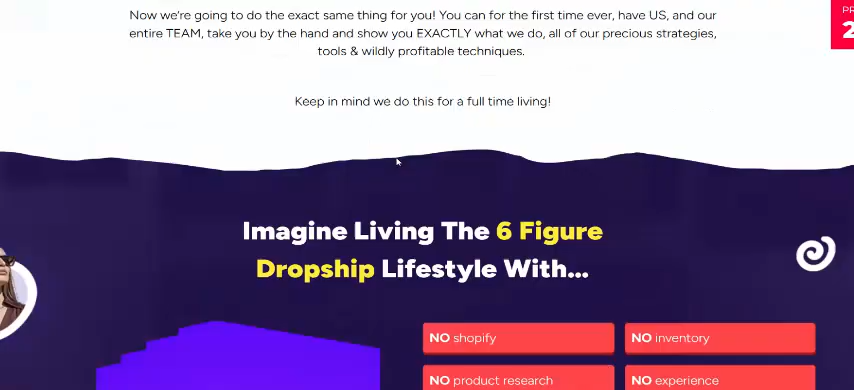 Now we're going to do the exact same thing for you! You can for the first time ever, have US, and our
entire TEAM, take you by the hand and show you EXACTLY what we do, all of our precious strategies,
tools & wildly profitable techniques.
Keep in mind we do this for a full time living!
Imagine Living The 6 Figure
Dropship Lifestyle With...
NO shopify
NO inventory
NO product research
NO experience